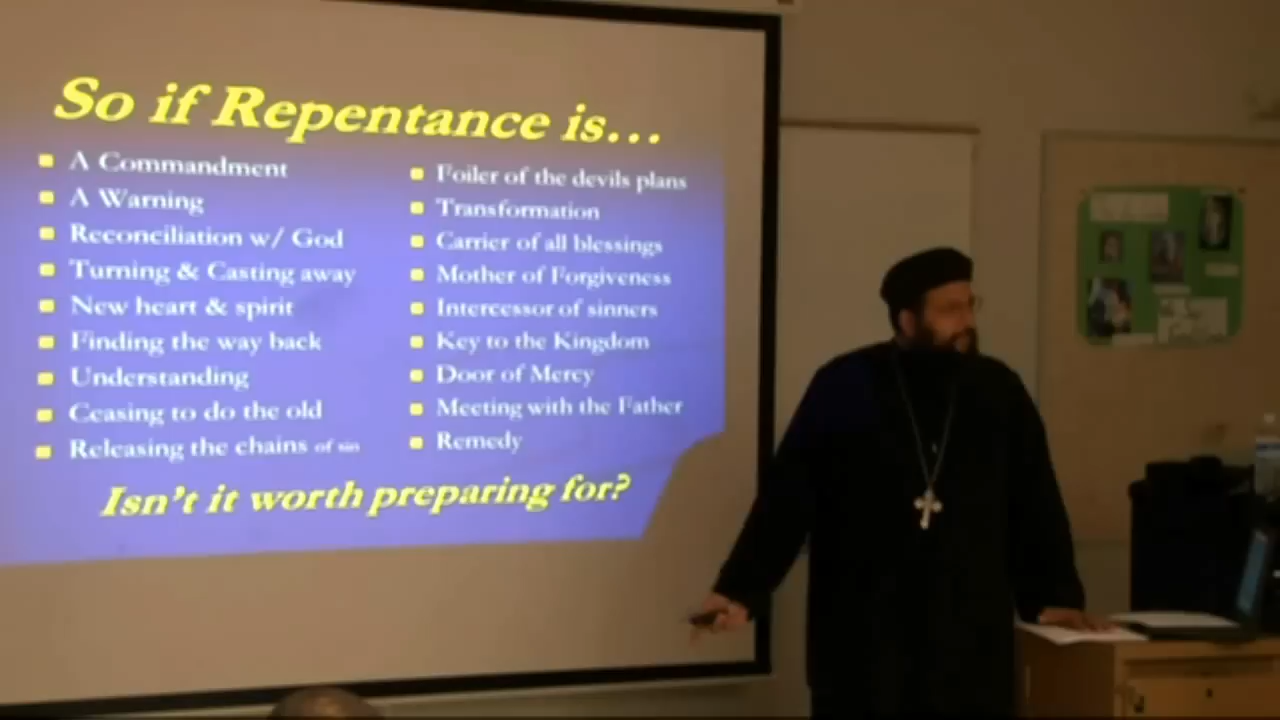 So if Repentance is...
A Commandment
A Warning
Reconciliation w/ God
Turning & Casting away
New heart & spirit
Finding the way back
Understanding
Ceasing to do the old
Releasing the chains of sin
Foiler of the devils plans
Transformation
Carrier of all blessings
Mother of Forgiveness
Intercessor of sinners
Key to the Kingdom
Door of Mercy
Meeting with the Father
Remedy
Isn't it worth preparing for?